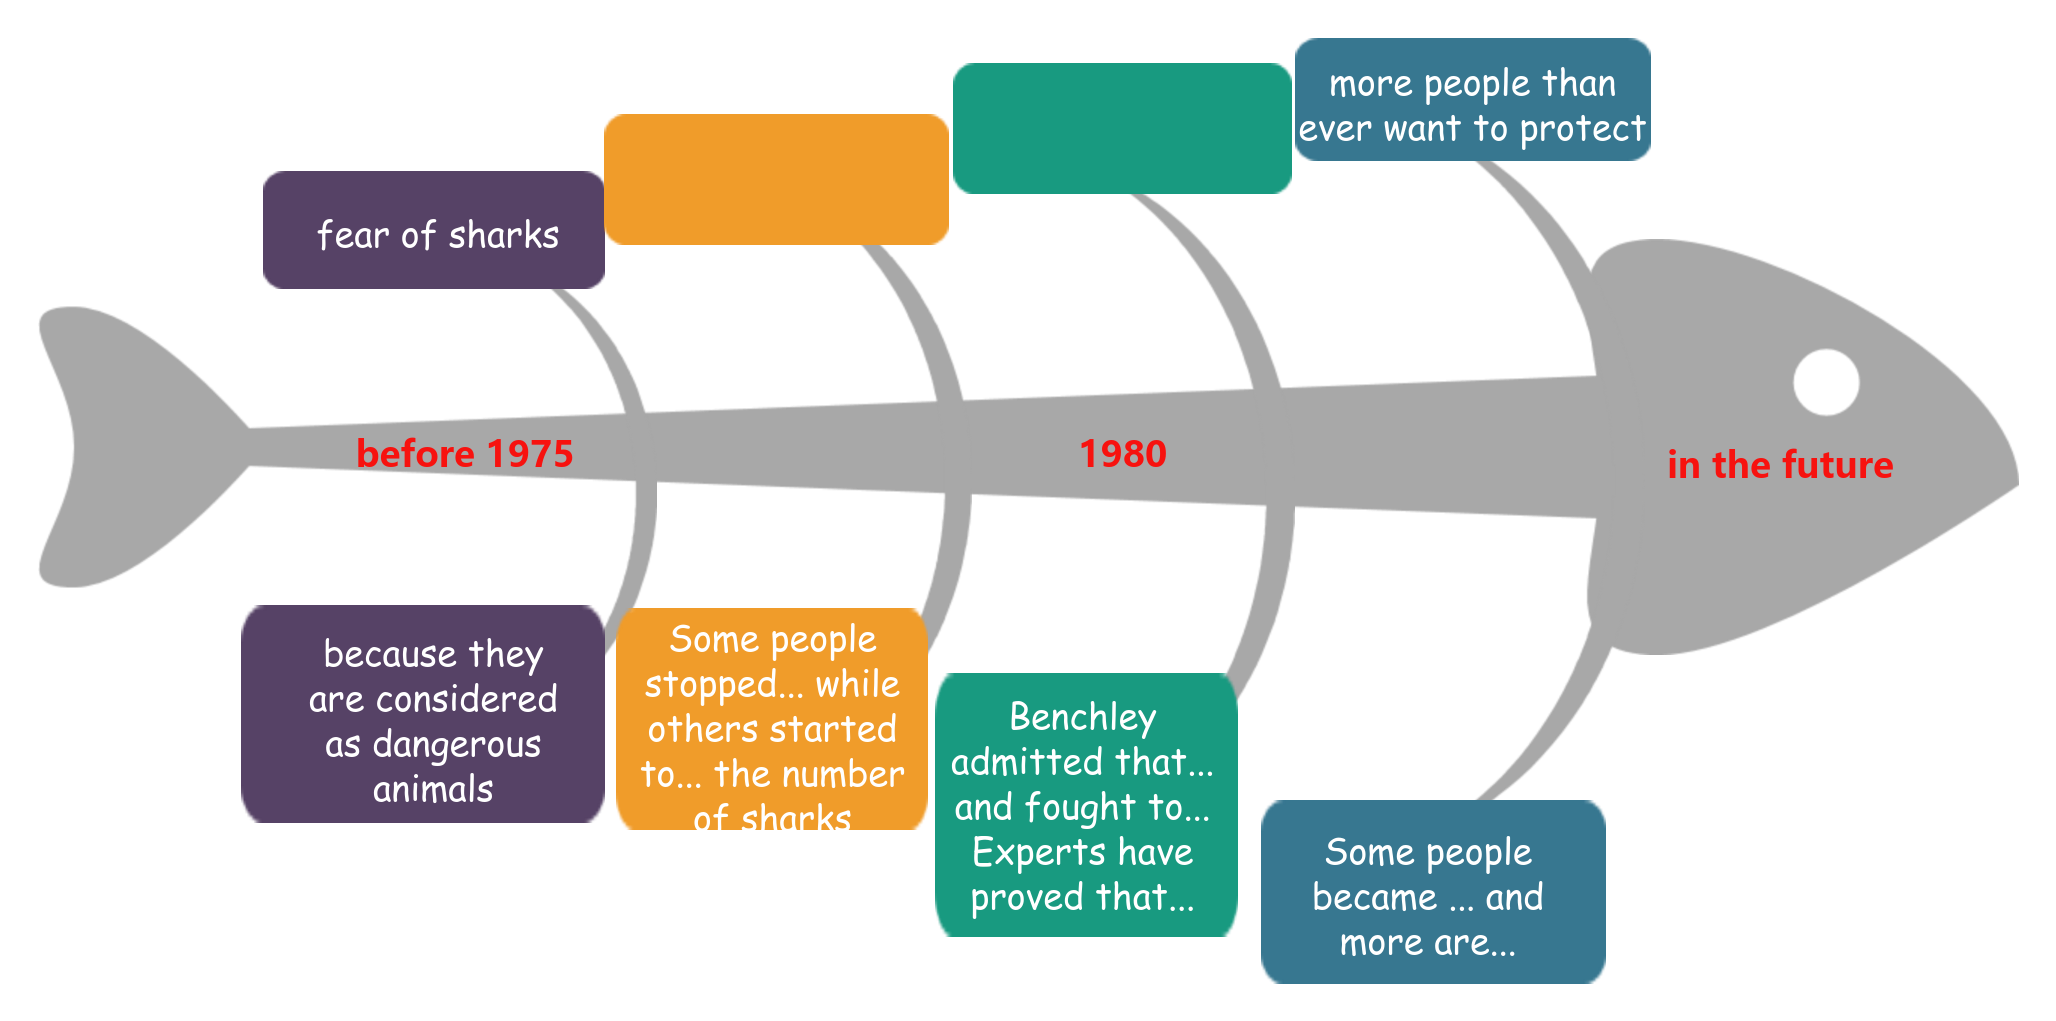 more people than
ever want to protect
fear of sharks
before 1975
1980
in the future
because they
are considered
as dangerous
animals
Some people
stopped... while
others started
to... the number
of sharks
Benchley
admitted that...
and fought to...
Experts have
proved that...
Some people
became ... and
more are...